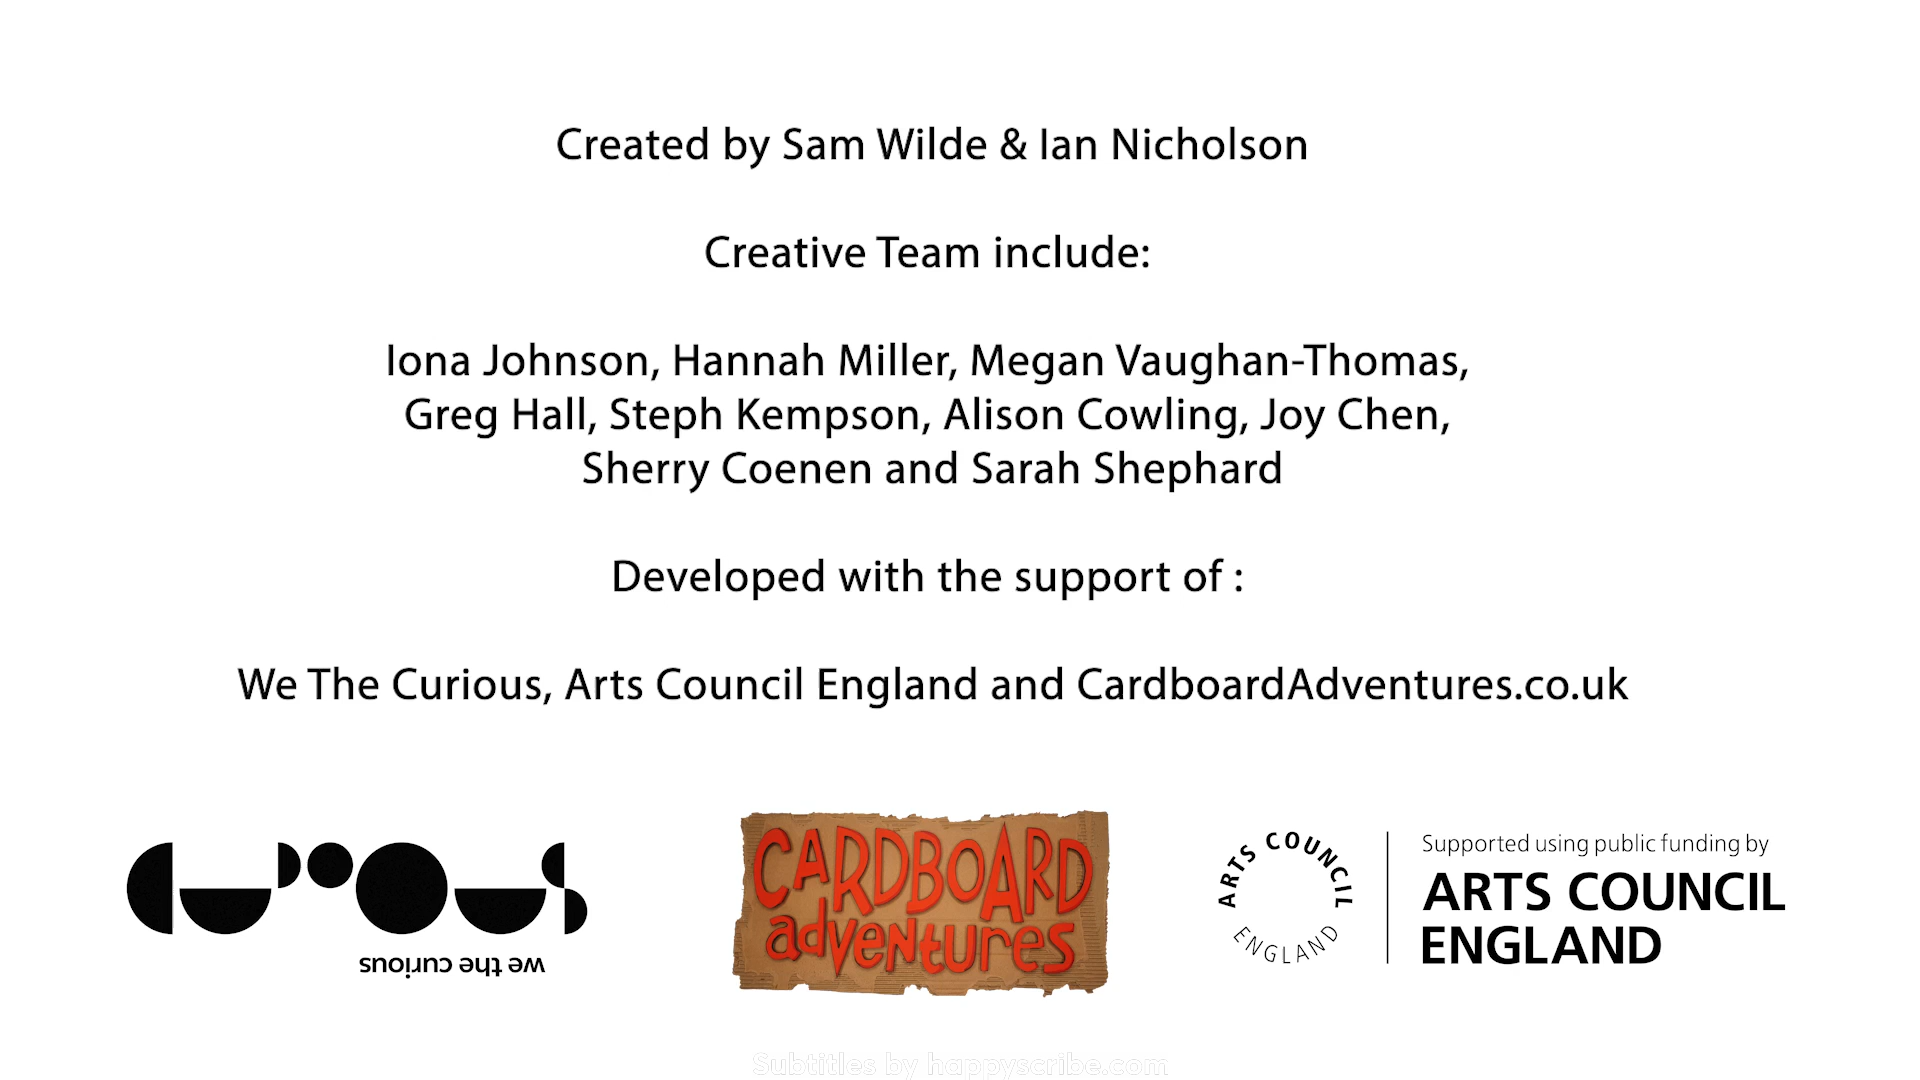 Created by Sam Wilde & Ian Nicholson
Creative Team include:
Iona Johnson, Hannah Miller, Megan Vaughan-Thomas,
Greg Hall, Steph Kempson, Alison Cowling, Joy Chen,
Sherry Coenen and Sarah Shephard
Developed with the support of :
We The Curious, Arts Council England and CardboardAdventures.co.uk
curious
we the curious
CARDBOARD
adventures
ARTS COUNCIL
ENGLAND
Supported using public funding by
ARTS COUNCIL
ENGLAND
Subtitles by happyscribe.com